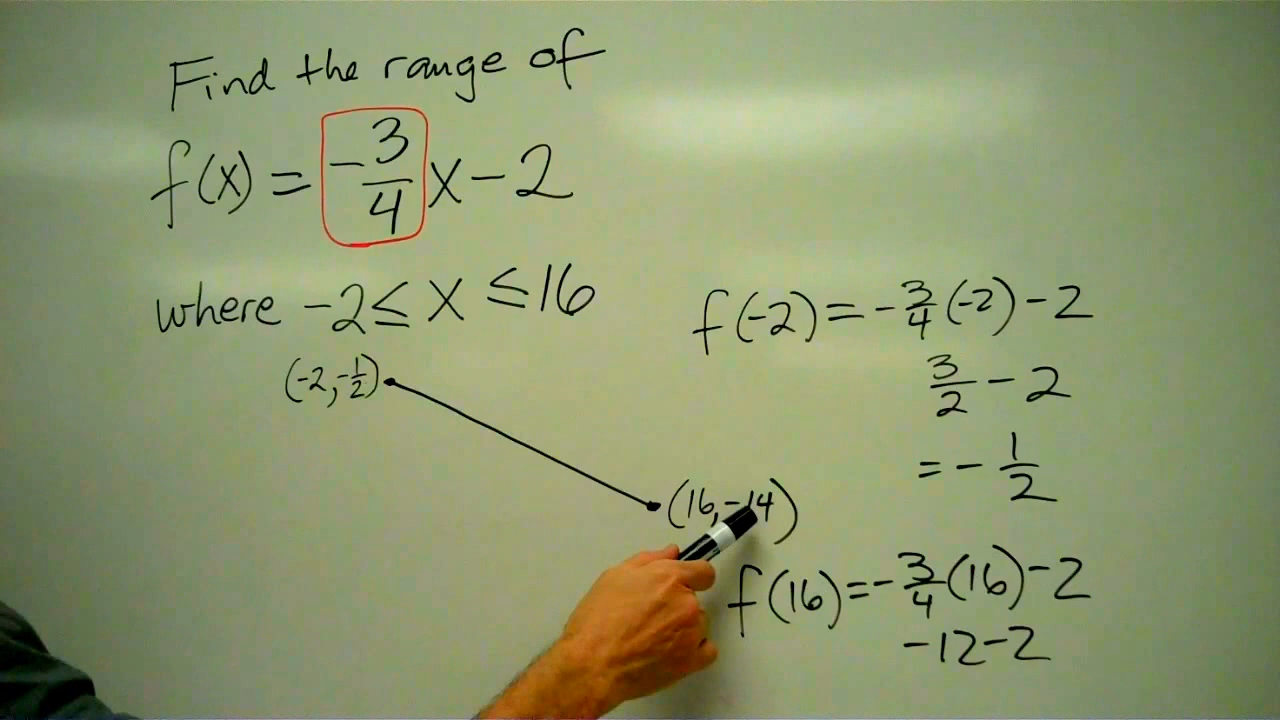 Find the range of
f(x) = -3/4 x - 2
where -2 ≤ x ≤ 16
(-2, -1/2)
(16, -14)
f(-2) = -3/4 (-2) - 2
3/2 - 2
= - 1/2
f(16) = -3/4 (16) - 2
-12 - 2